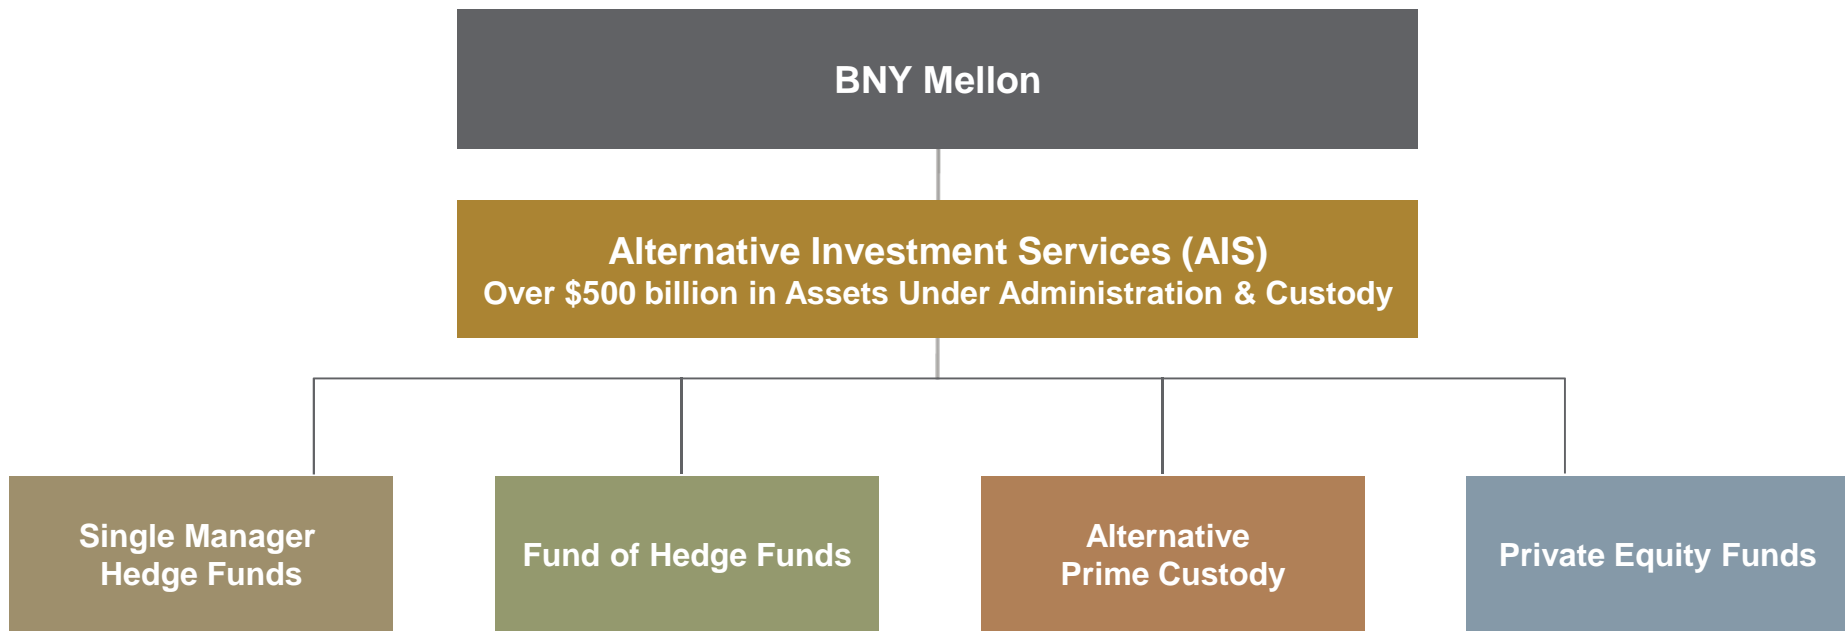 BNY Mellon
Alternative Investment Services (AIS)
Over $500 billion in Assets Under Administration & Custody
Single Manager
Hedge Funds
Fund of Hedge Funds
Alternative
Prime Custody
Private Equity Funds